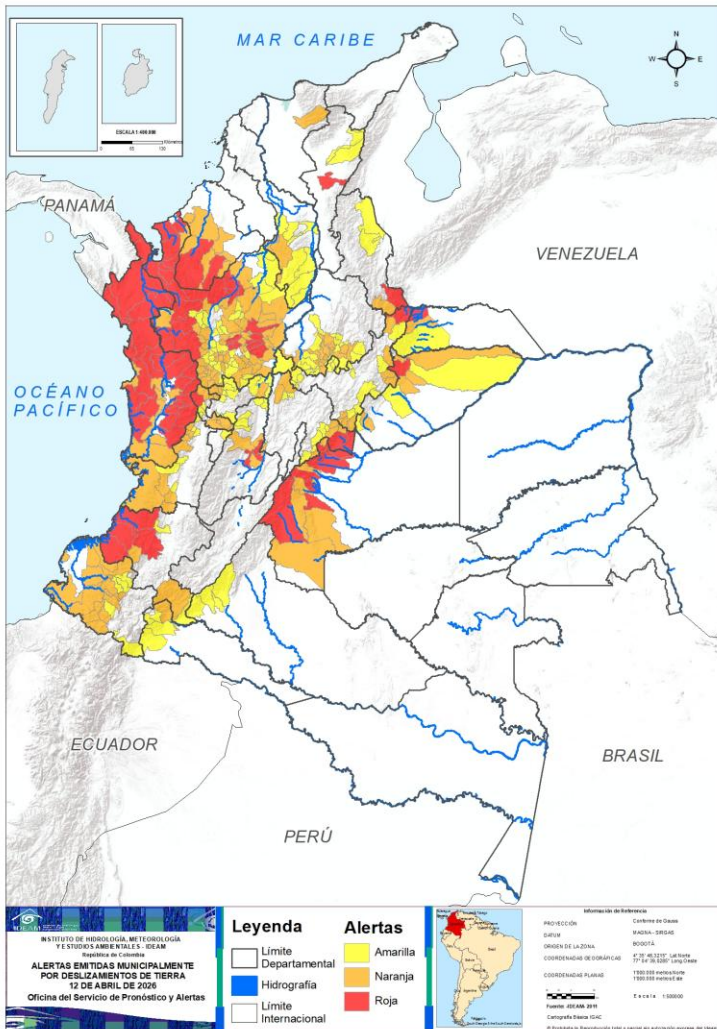 MAR CARIBE
N
W E
S
ESCALA 1:400.000
PANAMÁ
VENEZUELA
OCÉANO
PACÍFICO
ECUADOR
BRASIL
PERÚ
IDEAM
INSTITUTO DE HIDROLOGÍA, METEOROLOGÍA
Y ESTUDIOS AMBIENTALES - IDEAM
República de Colombia
ALERTAS EMITIDAS MUNICIPALMENTE
POR DESLIZAMIENTOS DE TIERRA
12 DE ABRIL DE 2026
Oficina del Servicio de Pronóstico y Alertas
Leyenda
Límite
Departamental
Hidrografía
Límite
Internacional
Alertas
Amarilla
Naranja
Roja
Información de Referencia
PROYECCIÓN Conforme de Gauss
DATUM MAGNA - SIRGAS
ORIGEN DE LA ZONA BOGOTÁ
COORDENADAS GEOGRÁFICAS
COORDENADAS PLANAS
Escala
Fuente: IDEAM
Cartografía Básica IGAC